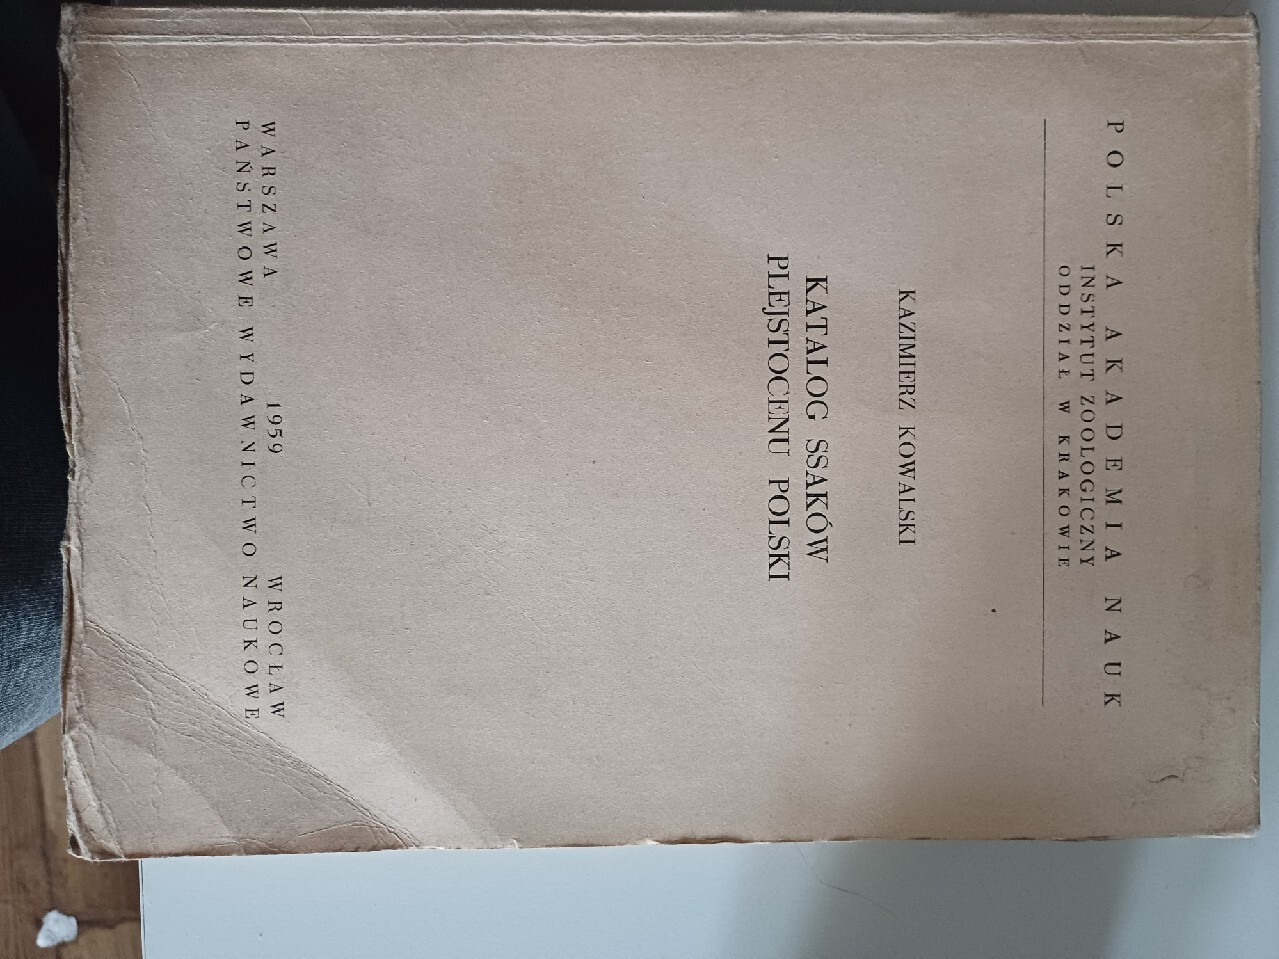 POLSKA AKADEMIA NAUK
INSTYTUT ZOOLOGICZNY
ODDZIAŁ W KRAKOWIE
KAZIMIERZ KOWALSKI
KATALOG SSAKÓW
PLEJSTOCENU POLSKI
WARSZAWA 1959 WROCŁAW
PAŃSTWOWE WYDAWNICTWO NAUKOWE